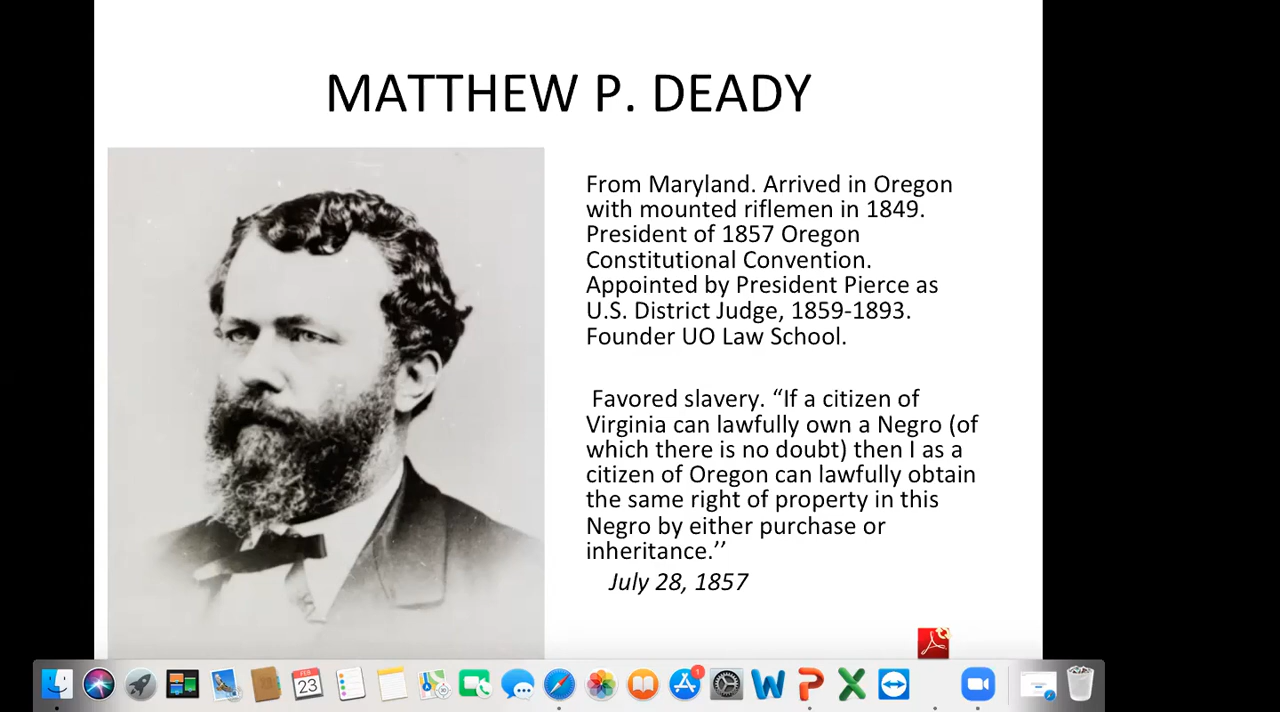 MATTHEW P. DEADY
From Maryland. Arrived in Oregon
with mounted riflemen in 1849.
President of 1857 Oregon
Constitutional Convention.
Appointed by President Pierce as
U.S. District Judge, 1859-1893.
Founder UO Law School.
Favored slavery. “If a citizen of
Virginia can lawfully own a Negro (of
which there is no doubt) then I as a
citizen of Oregon can lawfully obtain
the same right of property in this
Negro by either purchase or
inheritance.’’
July 28, 1857
FEB
23
1